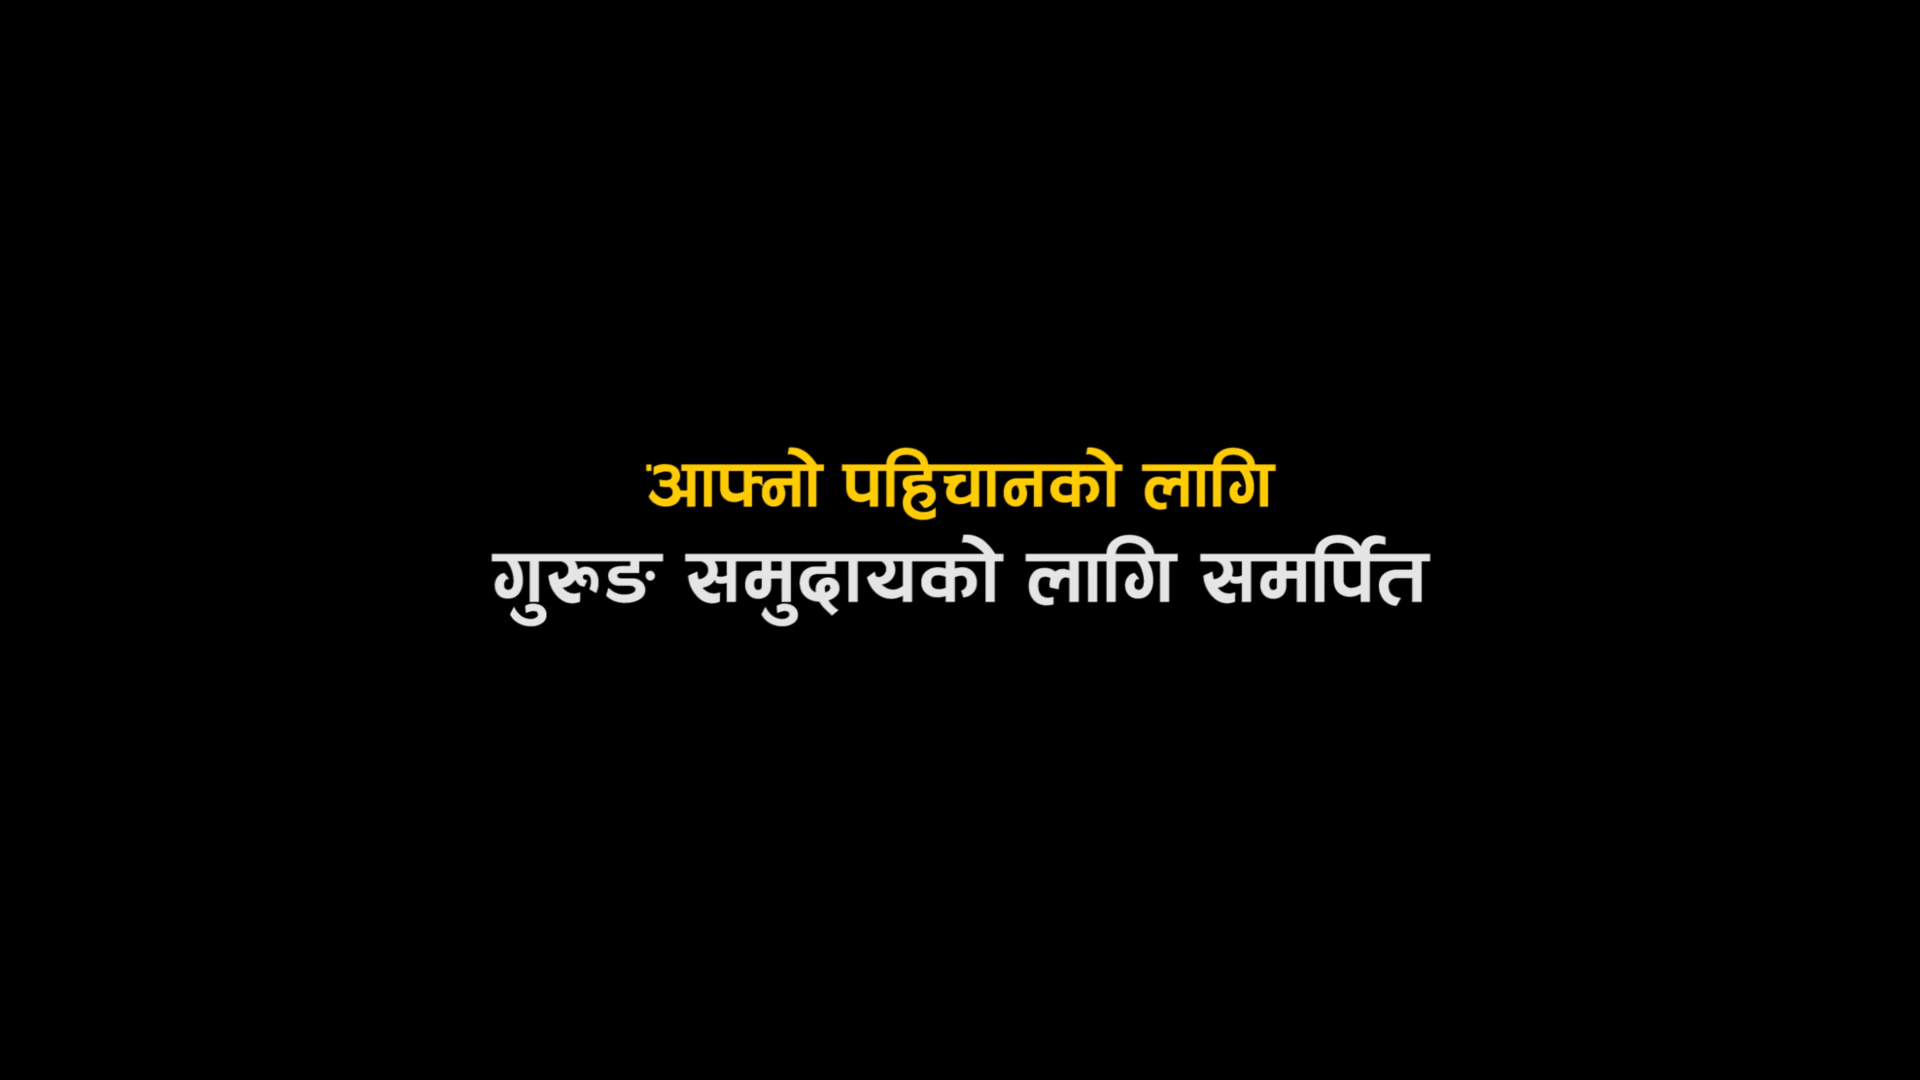 आफ्नो पहिचानको लागि
गुरूङ समुदायको लागि समर्पित